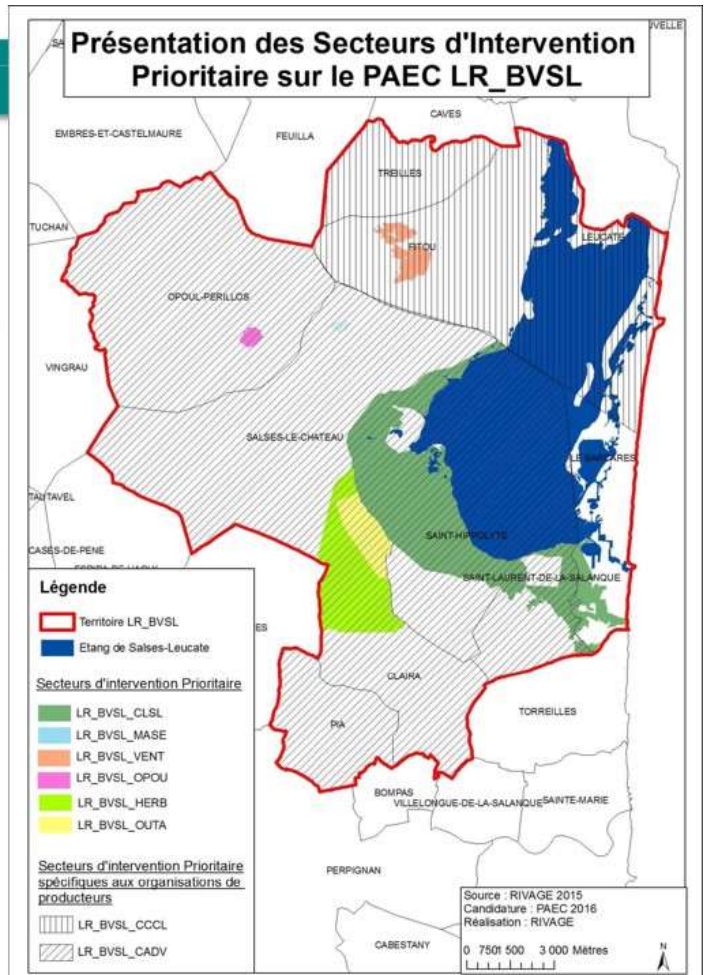 Présentation des Secteurs d'Intervention
Prioritaire sur le PAEC LR_BVSL
CAVES
EMBRES-ET-CASTELMAURE
FEUILLA
TREILLES
TUCHAN
FITOU
LEUCATE
OPOUL-PERILLOS
VINGRAU
SALSES-LE-CHATEAU
LE BARCARES
TAUTAVEL
SAINT-HIPPOLYTE
CASES-DE-PENE
SAINT-LAURENT-DE-LA-SALANQUE
CLAIRA
PIA
TORREILLES
BOMPAS
VILLELONGUE-DE-LA-SALANQUE
SAINTE-MARIE
PERPIGNAN
CABESTANY
Légende
Territoire LR_BVSL
Etang de Salses-Leucate
Secteurs d'intervention Prioritaire
LR_BVSL_CLSL
LR_BVSL_MASE
LR_BVSL_VENT
LR_BVSL_OPOU
LR_BVSL_HERB
LR_BVSL_OUTA
Secteurs d'intervention Prioritaire
spécifiques aux organisations de
producteurs
LR_BVSL_CCCL
LR_BVSL_CADV
Source : RIVAGE 2015
Candidature : PAEC 2016
Réalisation : RIVAGE
0 7501 500 3 000 Mètres
N